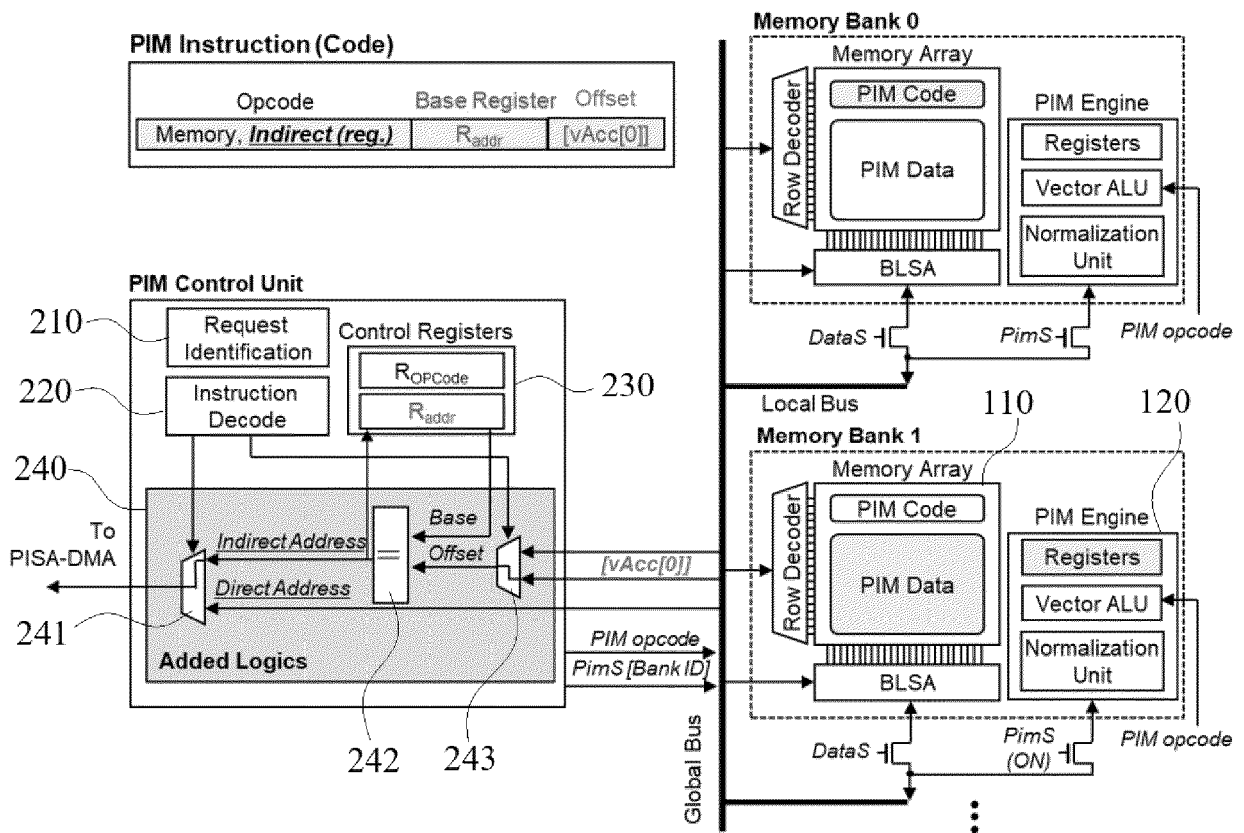 PIM Instruction (Code)
Opcode
Base Register
Offset
Memory, Indirect (reg.)
Raddr
[vAcc[0]]
PIM Control Unit
210
Request
Identification
220
Instruction
Decode
Control Registers
ROPCode
Raddr
230
240
To
PISA-DMA
Indirect Address
Direct Address
Base
Offset
=
[vAcc[0]]
241
Added Logics
242
243
PIM opcode
PimS [Bank ID]
Global Bus
Memory Bank 0
Memory Array
Row Decoder
PIM Code
PIM Data
BLSA
PIM Engine
Registers
Vector ALU
Normalization
Unit
DataS
PimS
PIM opcode
Local Bus
110
120
Memory Bank 1
Memory Array
Row Decoder
PIM Code
PIM Data
BLSA
PIM Engine
Registers
Vector ALU
Normalization
Unit
DataS
PimS
(ON)
PIM opcode